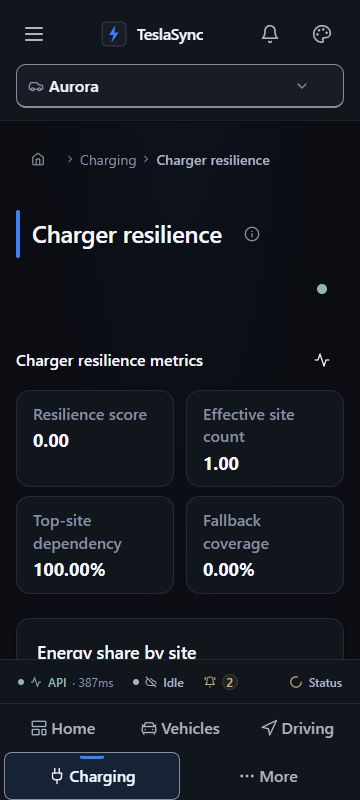 TeslaSync
Aurora
Charging
Charger resilience
Charger resilience
Charger resilience metrics
Resilience score
0.00
Effective site
count
1.00
Top-site
dependency
100.00%
Fallback
coverage
0.00%
Energy share by site
API · 387ms
Idle
2
Status
Home
Vehicles
Driving
Charging
More